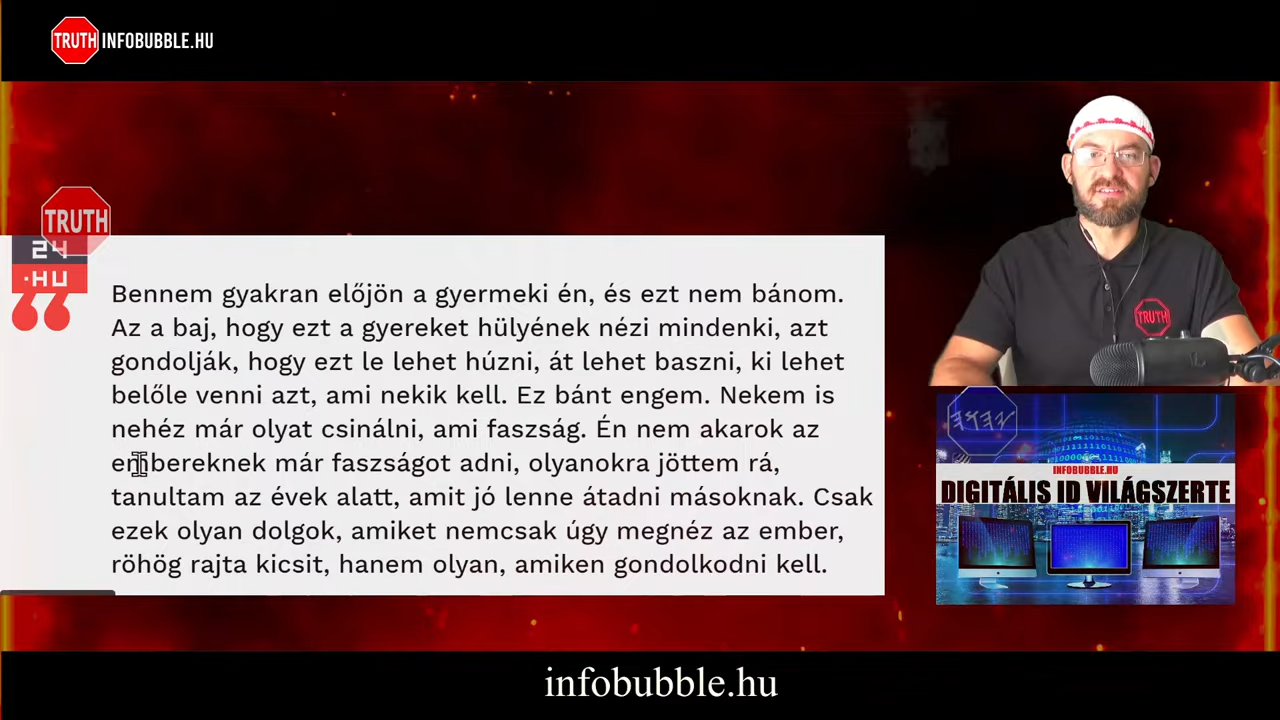 TRUTH INFOBUBBLE.HU
TRUTH
24
.HU
Bennem gyakran előjön a gyermeki én, és ezt nem bánom.
Az a baj, hogy ezt a gyereket hülyének nézi mindenki, azt
gondolják, hogy ezt le lehet húzni, át lehet baszni, ki lehet
belőle venni azt, ami nekik kell. Ez bánt engem. Nekem is
nehéz már olyat csinálni, ami faszság. Én nem akarok az
embereknek már faszságot adni, olyanokra jöttem rá,
tanultam az évek alatt, amit jó lenne átadni másoknak. Csak
ezek olyan dolgok, amiket nemcsak úgy megnéz az ember,
röhög rajta kicsit, hanem olyan, amiken gondolkodni kell.
TRUTH
INFOBUBBLE.HU
DIGITÁLIS ID VILÁGSZERTE
infobubble.hu